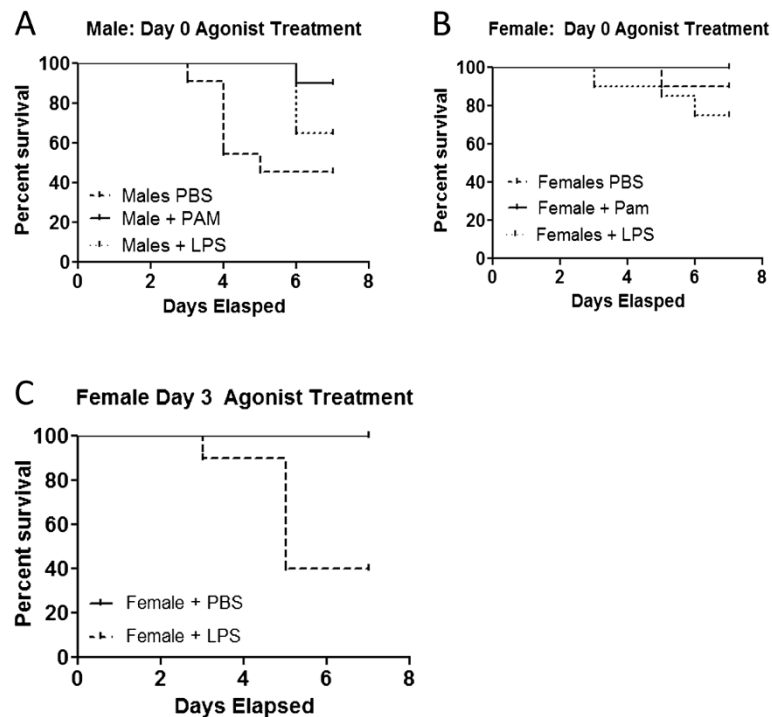 A
Male: Day 0 Agonist Treatment
Percent survival
100
80
60
40
20
0
Males PBS
Male + PAM
Males + LPS
0 2 4 6 8
Days Elasped
B
Female: Day 0 Agonist Treatment
Percent survival
100
80
60
40
20
0
Females PBS
Female + Pam
Females + LPS
0 2 4 6 8
Days Elasped
C
Female Day 3 Agonist Treatment
Percent survival
100
80
60
40
20
0
Female + PBS
Female + LPS
0 2 4 6 8
Days Elapsed